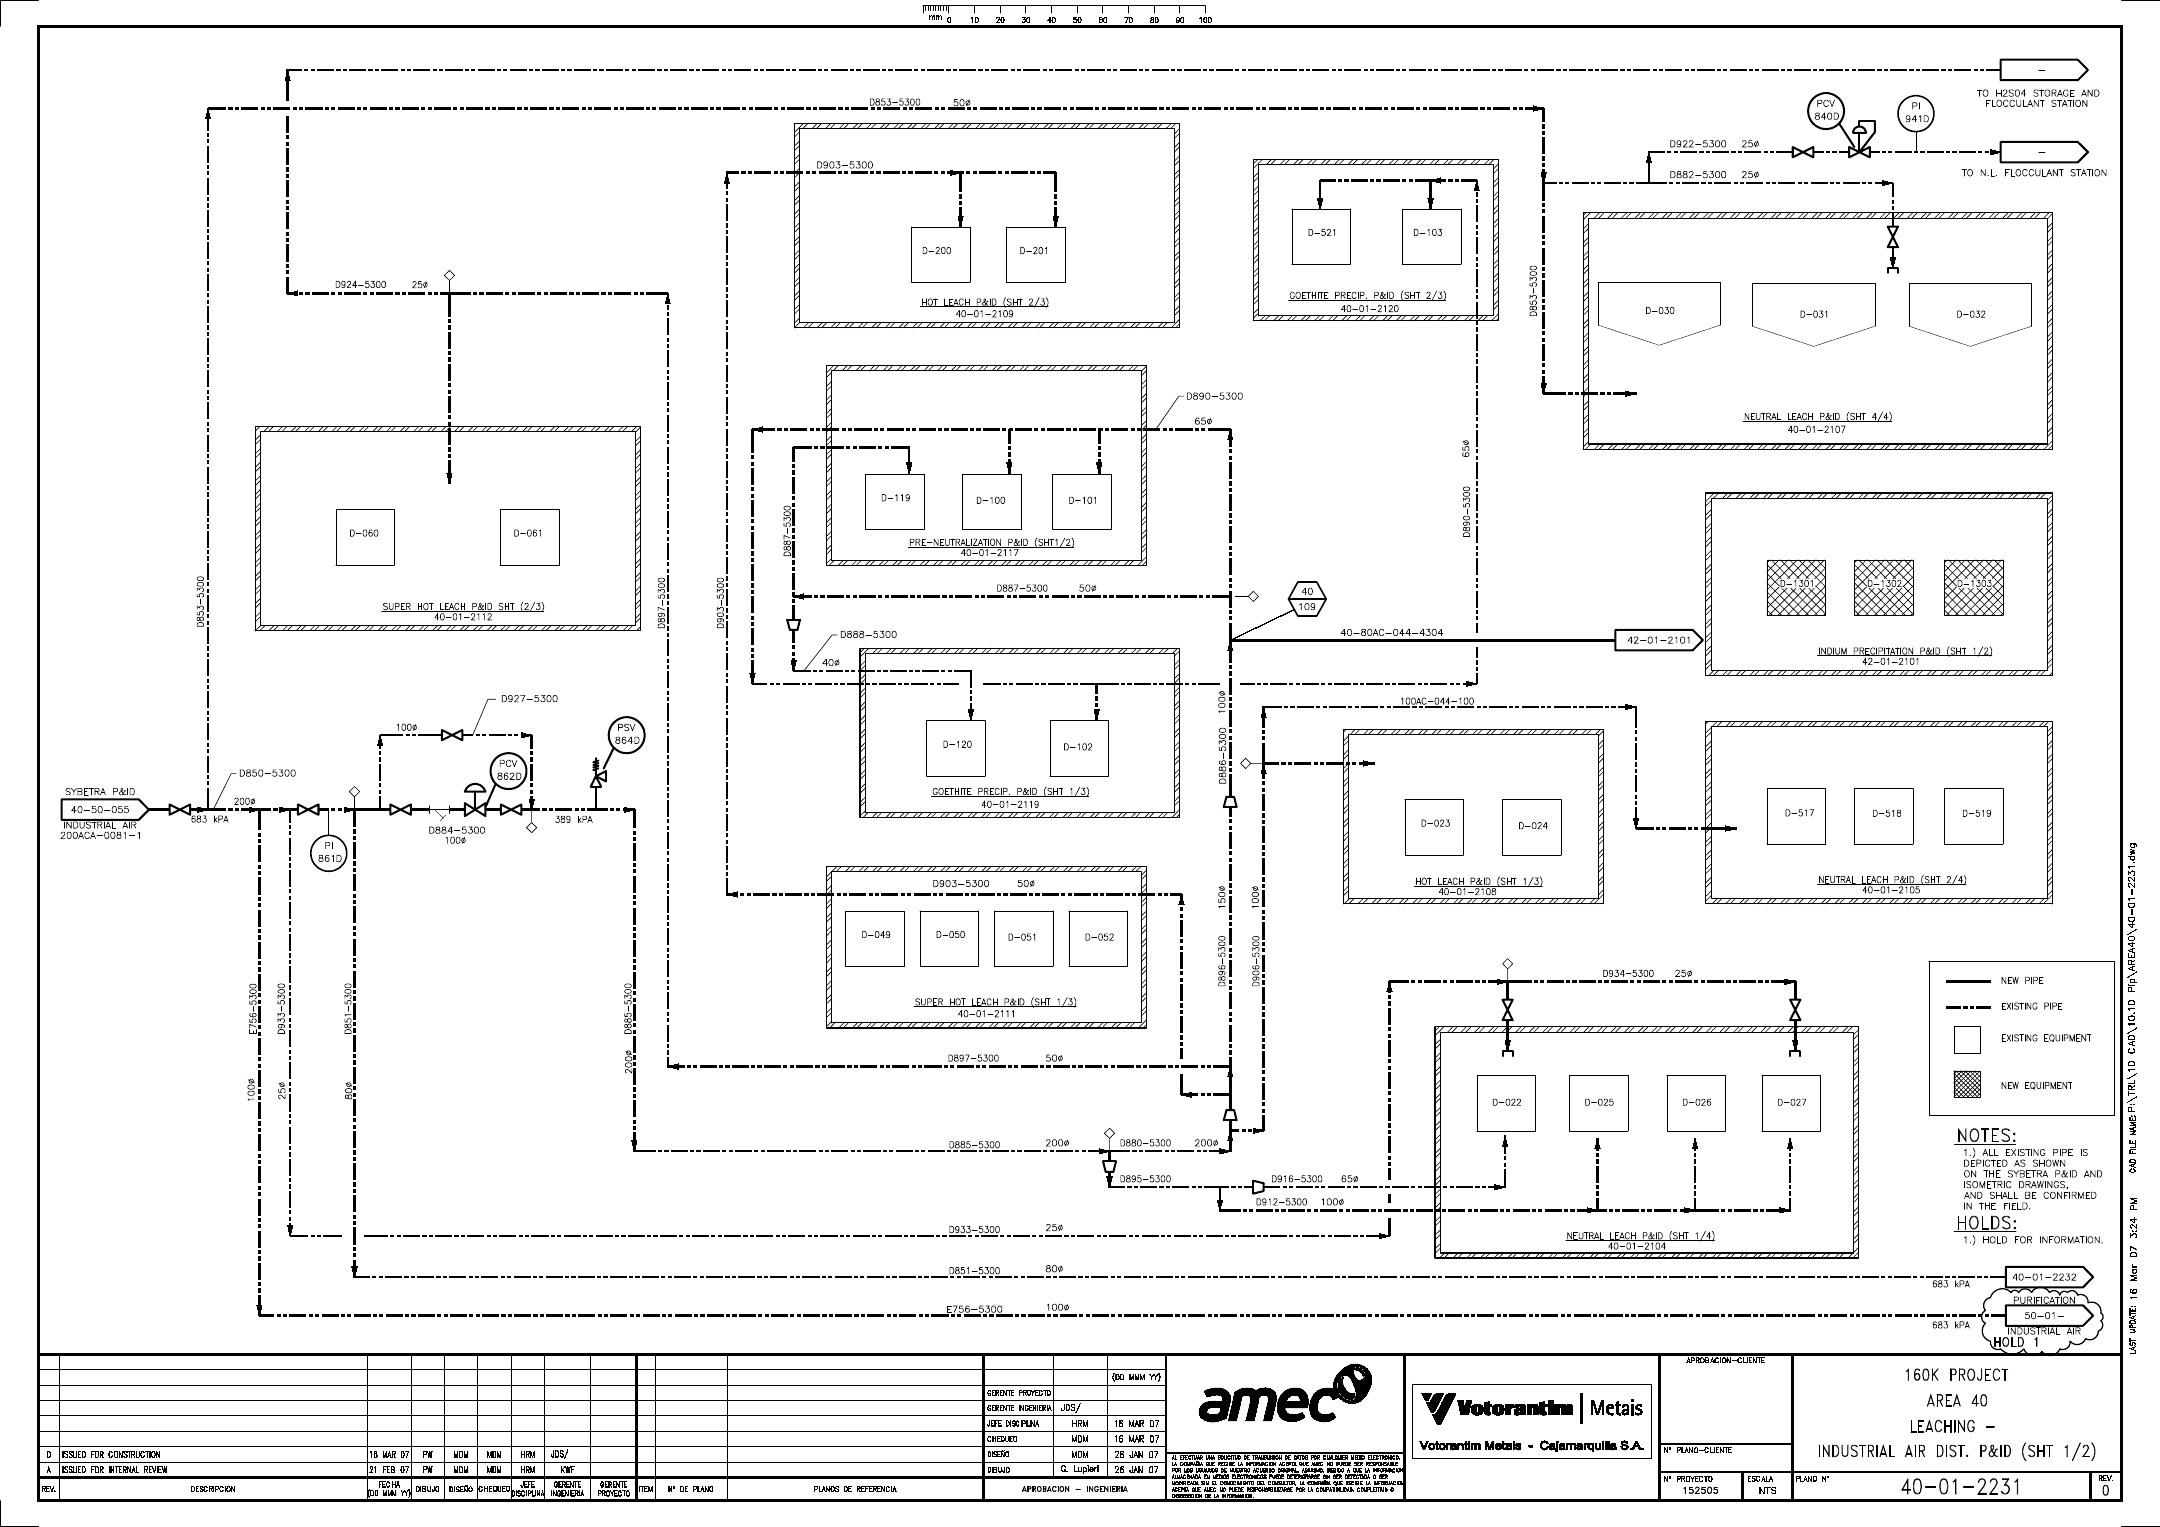 mm 0 10 20 30 40 50 60 70 80 90 100
D853-5300 50ø
TO H2SO4 STORAGE AND
FLOCCULANT STATION
PCV
840D
PI
941D
D922-5300 25ø
TO N.L. FLOCCULANT STATION
D882-5300 25ø
D903-5300
D-200
D-201
HOT LEACH P&ID (SHT 2/3)
40-01-2109
D-521
D-103
GOETHITE PRECIP. P&ID (SHT 2/3)
40-01-2120
D853-5300
D-030
D-031
D-032
NEUTRAL LEACH P&ID (SHT 4/4)
40-01-2107
D924-5300 25ø
D890-5300
65ø
D-119
D-100
D-101
PRE-NEUTRALIZATION P&ID (SHT1/2)
40-01-2117
D887-5300
D890-5300 65ø
D-060
D-061
SUPER HOT LEACH P&ID SHT (2/3)
40-01-2112
D853-5300
D897-5300
D903-5300
D887-5300 50ø
40
109
D-1301
D-1302
D-1303
INDIUM PRECIPITATION P&ID (SHT 1/2)
42-01-2101
40-80AC-044-4304
42-01-2101
D888-5300
40ø
D-120
D-102
GOETHITE PRECIP. P&ID (SHT 1/3)
40-01-2119
D886-5300 100ø
100AC-044-100
D-023
D-024
HOT LEACH P&ID (SHT 1/3)
40-01-2108
D-517
D-518
D-519
NEUTRAL LEACH P&ID (SHT 2/4)
40-01-2105
D927-5300
100ø
PSV
864D
PCV
862D
SYBETRA P&ID
40-50-055
INDUSTRIAL AIR
200ACA-0081-1
D850-5300
200ø
683 kPA
PI
861D
D884-5300
100ø
389 kPA
D903-5300 50ø
D-049
D-050
D-051
D-052
SUPER HOT LEACH P&ID (SHT 1/3)
40-01-2111
D896-5300 150ø
D906-5300 100ø
E756-5300 100ø
D933-5300 25ø
D851-5300 80ø
D885-5300 200ø
D897-5300 50ø
D934-5300 25ø
D-022
D-025
D-026
D-027
NEUTRAL LEACH P&ID (SHT 1/4)
40-01-2104
D885-5300 200ø
D880-5300 200ø
D895-5300
D916-5300 65ø
D912-5300 100ø
D933-5300 25ø
D851-5300 80ø
E756-5300 100ø
NEW PIPE
EXISTING PIPE
EXISTING EQUIPMENT
NEW EQUIPMENT
NOTES:
1.) ALL EXISTING PIPE IS
DEPICTED AS SHOWN
ON THE SYBETRA P&ID AND
ISOMETRIC DRAWINGS,
AND SHALL BE CONFIRMED
IN THE FIELD.
HOLDS:
1.) HOLD FOR INFORMATION.
683 kPA
40-01-2232
PURIFICATION
50-01-
683 kPA
INDUSTRIAL AIR
HOLD 1
LAST UPDATE: 16 Mar 07 3:24 PM CAD FILE NAME: P:\TRL\1D CAD\10.1D Pfp\AREA40\40-01-2231.dwg
0 ISSUED FOR CONSTRUCTION 16 MAR 07 PW MDM MDM HRM JDS/
A ISSUED FOR INTERNAL REVIEW 21 FEB 07 PW MDM MDM HRM KWF
REV. DESCRIPCION FECHA (DD MMM YY) DIBUJO DISEÑO CHEQUEO JEFE DISCIPLINA GERENTE INGENIERIA GERENTE PROYECTO ITEM N° DE PLANO PLANOS DE REFERENCIA
(DD MMM YY)
GERENTE PROYECTO
GERENTE INGENIERIA JDS/
JEFE DISCIPLINA HRM 16 MAR 07
CHEQUEO MDM 16 MAR 07
DISEÑO MDM 26 JAN 07
DIBUJO G. Lupieri 26 JAN 07
APROBACION - INGENIERIA
amec
Votorantim | Metais
Votorantim Metais - Cajamarquilla S.A.
APROBACION-CLIENTE
N° PLANO-CLIENTE
N° PROYECTO
152505
ESCALA
NTS
160K PROJECT
AREA 40
LEACHING -
INDUSTRIAL AIR DIST. P&ID (SHT 1/2)
PLANO N°
40-01-2231
REV.
0